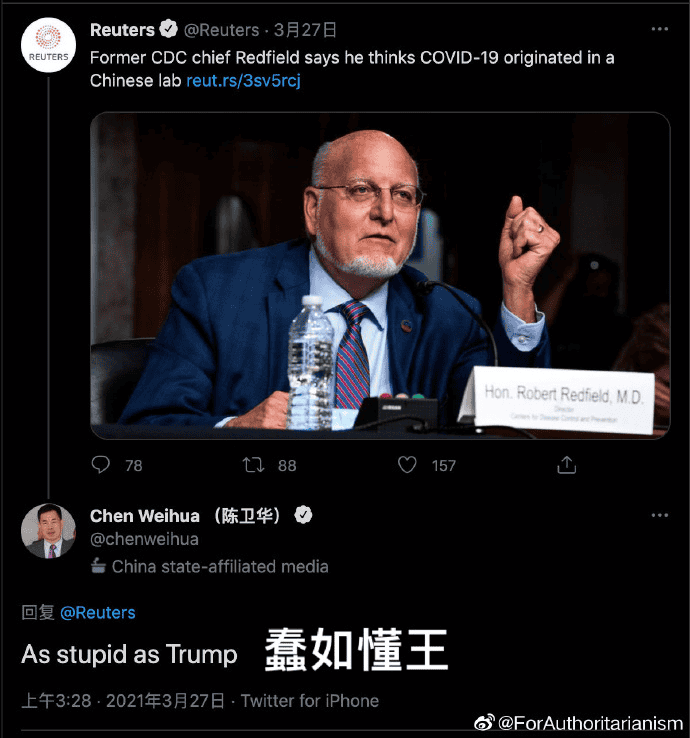 Reuters @Reuters · 3月27日
Former CDC chief Redfield says he thinks COVID-19 originated in a
Chinese lab reut.rs/3sv5rcj
REUTERS
Hon. Robert Redfield, M.D.
Director
Centers for Disease Control and Prevention
78 88 157
Chen Weihua (陈卫华)
@chenweihua
China state-affiliated media
回复 @Reuters
As stupid as Trump 蠢如懂王
上午3:28 · 2021年3月27日 · Twitter for iPhone
@ForAuthoritarianism